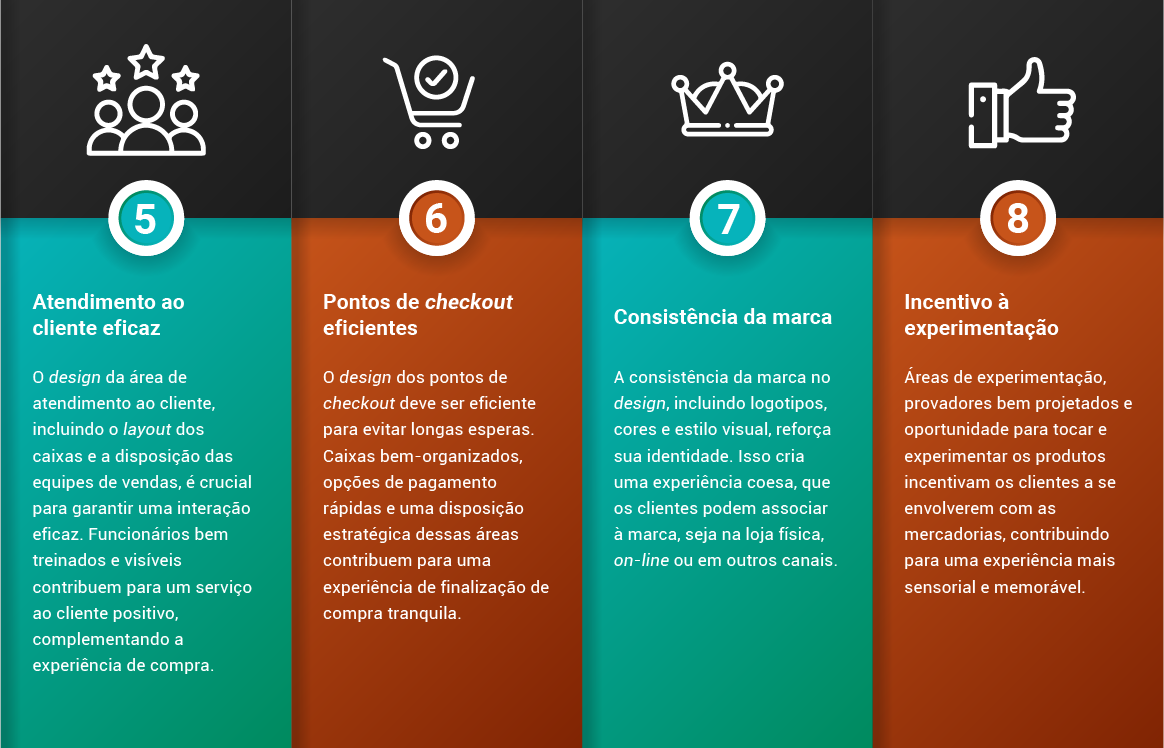 5
Atendimento ao
cliente eficaz
O design da área de
atendimento ao cliente,
incluindo o layout dos
caixas e a disposição das
equipes de vendas, é crucial
para garantir uma interação
eficaz. Funcionários bem
treinados e visíveis
contribuem para um serviço
ao cliente positivo,
complementando a
experiência de compra.
6
Pontos de checkout
eficientes
O design dos pontos de
checkout deve ser eficiente
para evitar longas esperas.
Caixas bem-organizados,
opções de pagamento
rápidas e uma disposição
estratégica dessas áreas
contribuem para uma
experiência de finalização de
compra tranquila.
7
Consistência da marca
A consistência da marca no
design, incluindo logotipos,
cores e estilo visual, reforça
sua identidade. Isso cria
uma experiência coesa, que
os clientes podem associar
à marca, seja na loja física,
on-line ou em outros canais.
8
Incentivo à
experimentação
Áreas de experimentação,
provadores bem projetados e
oportunidade para tocar e
experimentar os produtos
incentivam os clientes a se
envolverem com as
mercadorias, contribuindo
para uma experiência mais
sensorial e memorável.